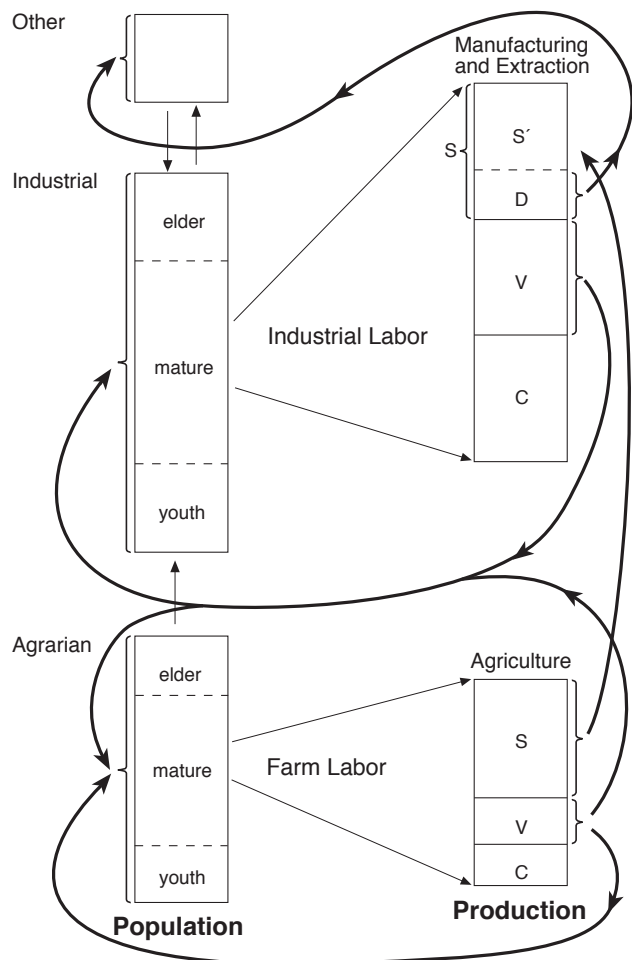 Other
Manufacturing
and Extraction
S
S´
D
Industrial
elder
V
Industrial Labor
mature
C
youth
Agrarian
elder
Agriculture
S
mature
Farm Labor
V
youth
C
Population
Production